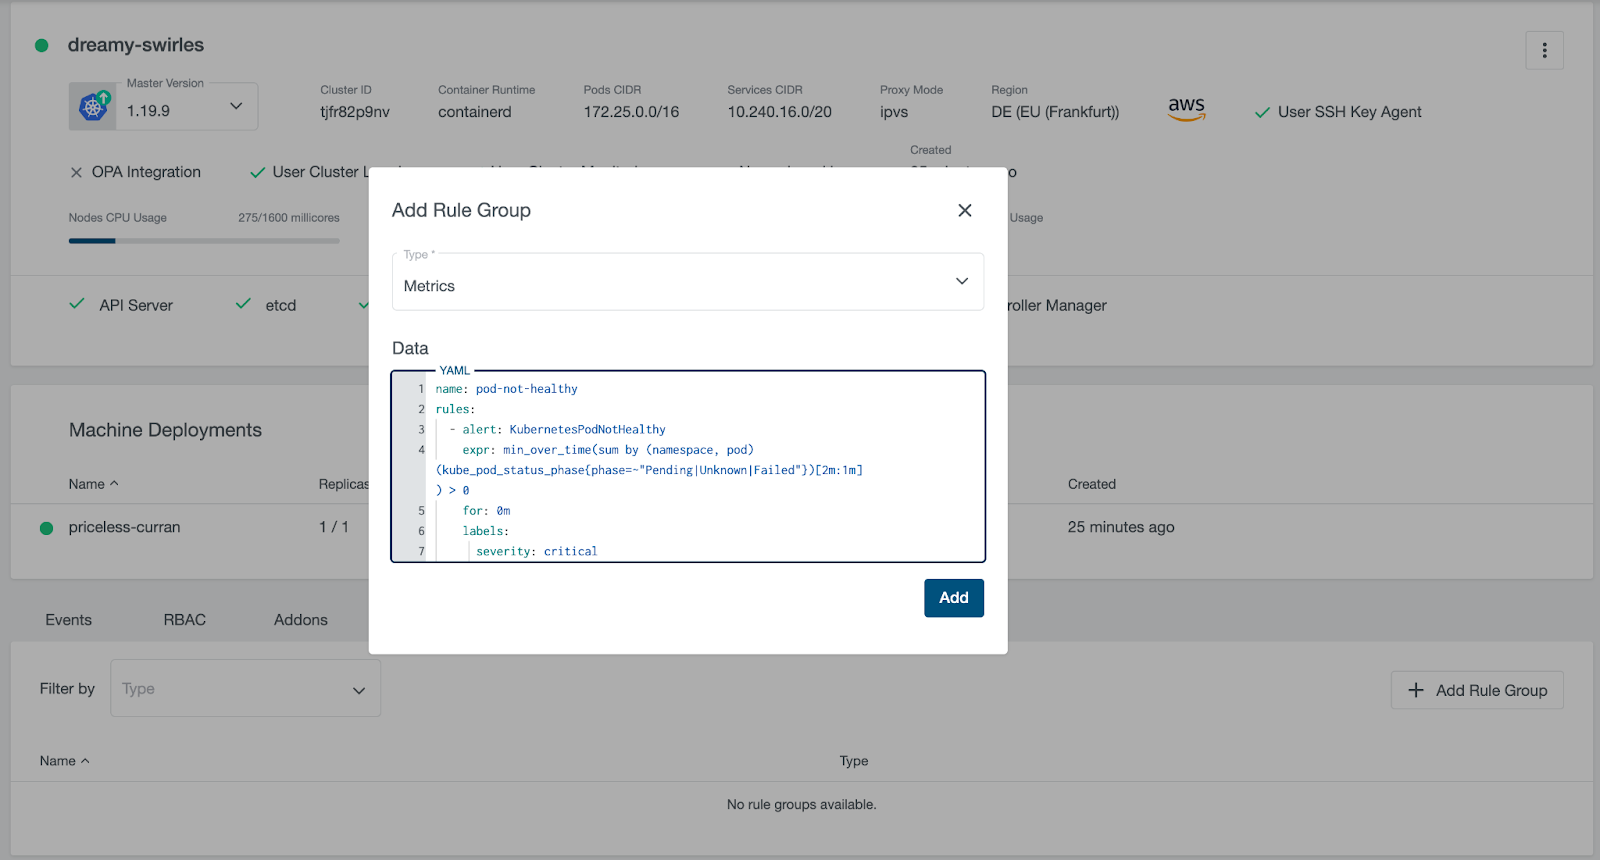 dreamy-swirles
Master Version
1.19.9
Cluster ID
tjfr82p9nv
Container Runtime
containerd
Pods CIDR
172.25.0.0/16
Services CIDR
10.240.16.0/20
Proxy Mode
ipvs
Region
DE (EU (Frankfurt))
aws
User SSH Key Agent
OPA Integration
User Cluster
Created
Nodes CPU Usage
275/1600 millicores
Usage
API Server
etcd
roller Manager
Add Rule Group
Type *
Metrics
Data
YAML
1 name: pod-not-healthy
2 rules:
3 - alert: KubernetesPodNotHealthy
4 expr: min_over_time(sum by (namespace, pod)
(kube_pod_status_phase{phase=~"Pending|Unknown|Failed"})[2m:1m]
) > 0
5 for: 0m
6 labels:
7 severity: critical
Add
Machine Deployments
Name
Replicas
Created
priceless-curran
1 / 1
25 minutes ago
Events
RBAC
Addons
Filter by
Type
Add Rule Group
Name
Type
No rule groups available.